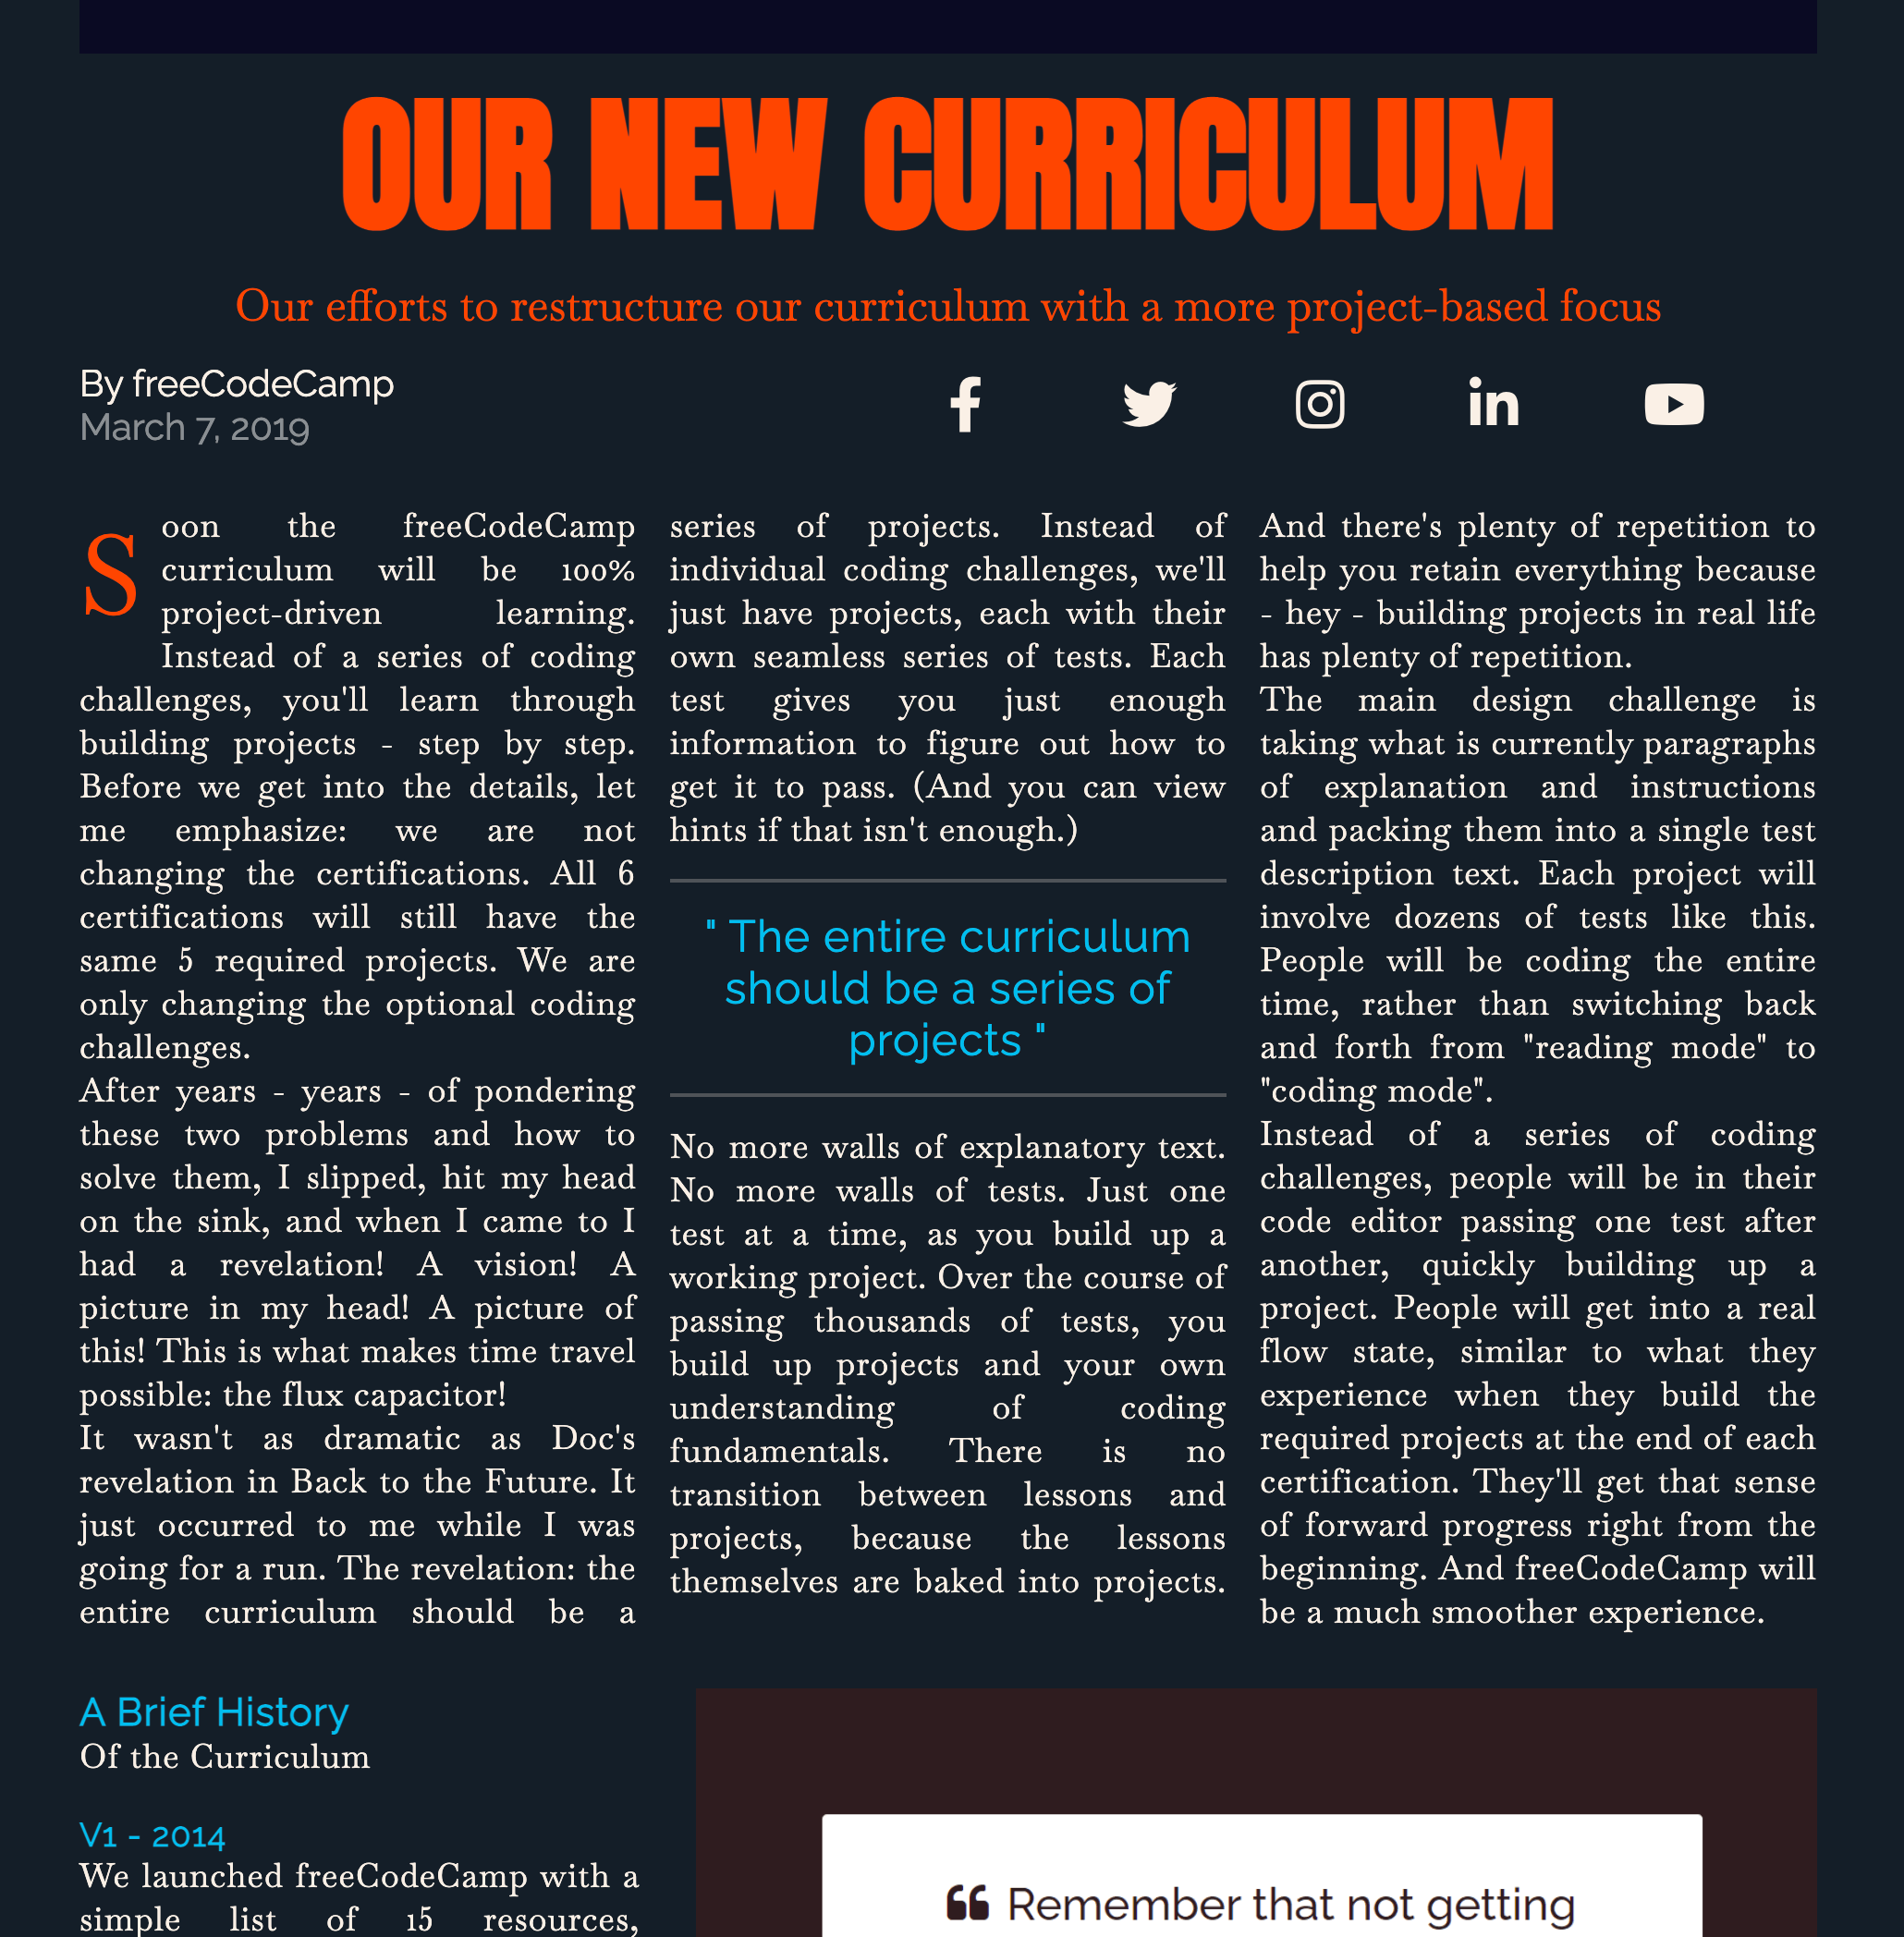 OUR NEW CURRICULUM
Our efforts to restructure our curriculum with a more project-based focus
By freeCodeCamp
March 7, 2019
Soon the freeCodeCamp
curriculum will be 100%
project-driven learning.
Instead of a series of coding
challenges, you'll learn through
building projects - step by step.
Before we get into the details, let
me emphasize: we are not
changing the certifications. All 6
certifications will still have the
same 5 required projects. We are
only changing the optional coding
challenges.
After years - years - of pondering
these two problems and how to
solve them, I slipped, hit my head
on the sink, and when I came to I
had a revelation! A vision! A
picture in my head! A picture of
this! This is what makes time travel
possible: the flux capacitor!
It wasn't as dramatic as Doc's
revelation in Back to the Future. It
just occurred to me while I was
going for a run. The revelation: the
entire curriculum should be a
series of projects. Instead of
individual coding challenges, we'll
just have projects, each with their
own seamless series of tests. Each
test gives you just enough
information to figure out how to
get it to pass. (And you can view
hints if that isn't enough.)
" The entire curriculum
should be a series of
projects "
No more walls of explanatory text.
No more walls of tests. Just one
test at a time, as you build up a
working project. Over the course of
passing thousands of tests, you
build up projects and your own
understanding of coding
fundamentals. There is no
transition between lessons and
projects, because the lessons
themselves are baked into projects.
And there's plenty of repetition to
help you retain everything because
- hey - building projects in real life
has plenty of repetition.
The main design challenge is
taking what is currently paragraphs
of explanation and instructions
and packing them into a single test
description text. Each project will
involve dozens of tests like this.
People will be coding the entire
time, rather than switching back
and forth from "reading mode" to
"coding mode".
Instead of a series of coding
challenges, people will be in their
code editor passing one test after
another, quickly building up a
project. People will get into a real
flow state, similar to what they
experience when they build the
required projects at the end of each
certification. They'll get that sense
of forward progress right from the
beginning. And freeCodeCamp will
be a much smoother experience.
A Brief History
Of the Curriculum
V1 - 2014
We launched freeCodeCamp with a
simple list of 15 resources,
“ Remember that not getting